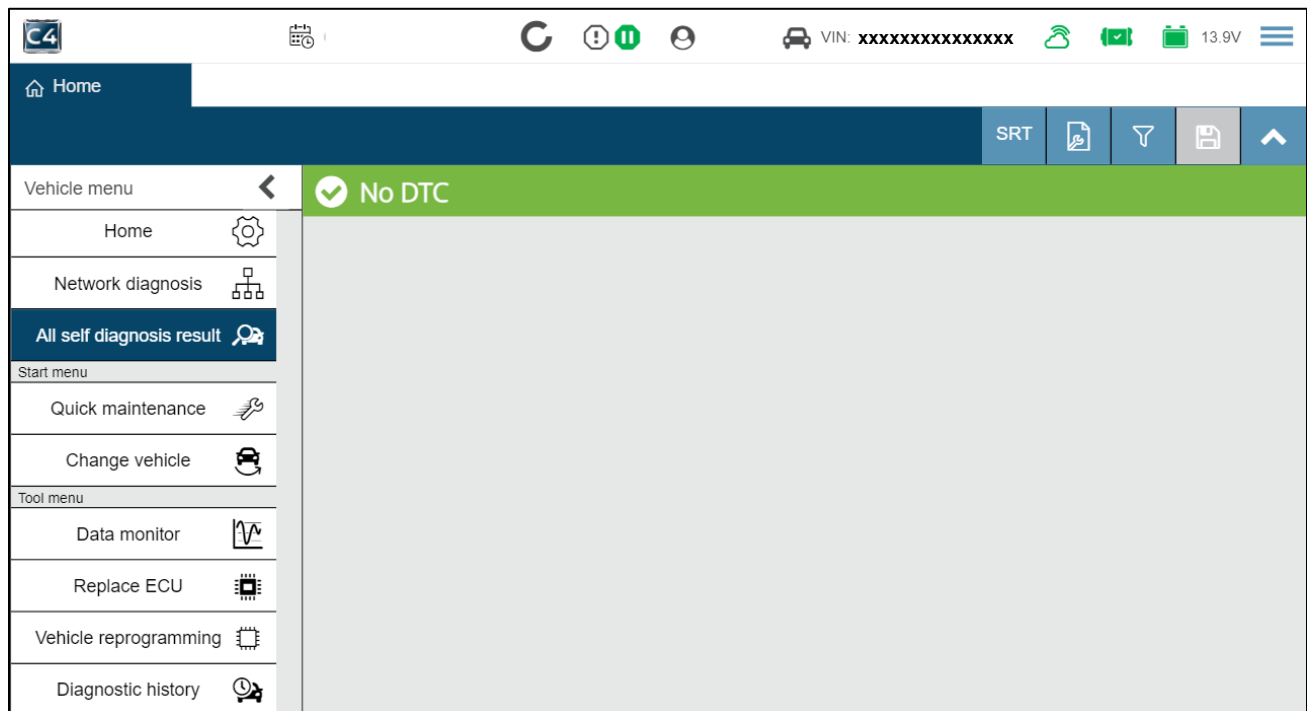 C4
VIN: xxxxxxxxxxxxxxx
13.9V
Home
SRT
Vehicle menu
No DTC
Home
Network diagnosis
All self diagnosis result
Start menu
Quick maintenance
Change vehicle
Tool menu
Data monitor
Replace ECU
Vehicle reprogramming
Diagnostic history